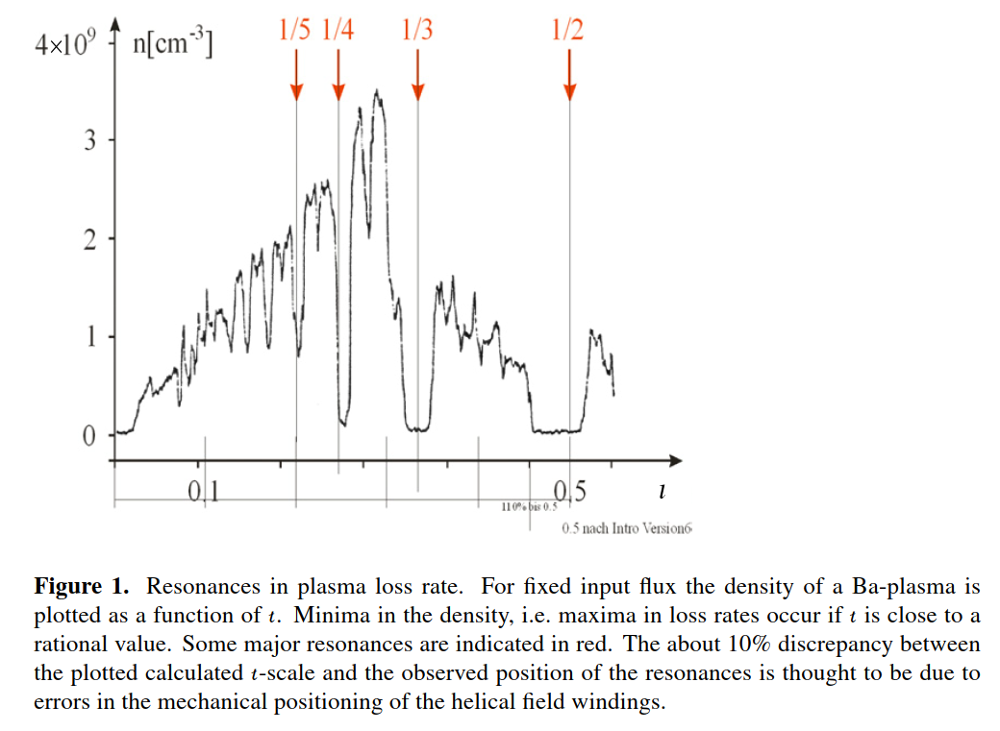 1/5 1/4 1/3 1/2
4×10⁹ n[cm⁻³]
3
2
1
0
0,1 0,5 ι
110% bis 0.5
0.5 nach Intro Version6
Figure 1. Resonances in plasma loss rate. For fixed input flux the density of a Ba-plasma is
plotted as a function of t. Minima in the density, i.e. maxima in loss rates occur if t is close to a
rational value. Some major resonances are indicated in red. The about 10% discrepancy between
the plotted calculated t-scale and the observed position of the resonances is thought to be due to
errors in the mechanical positioning of the helical field windings.